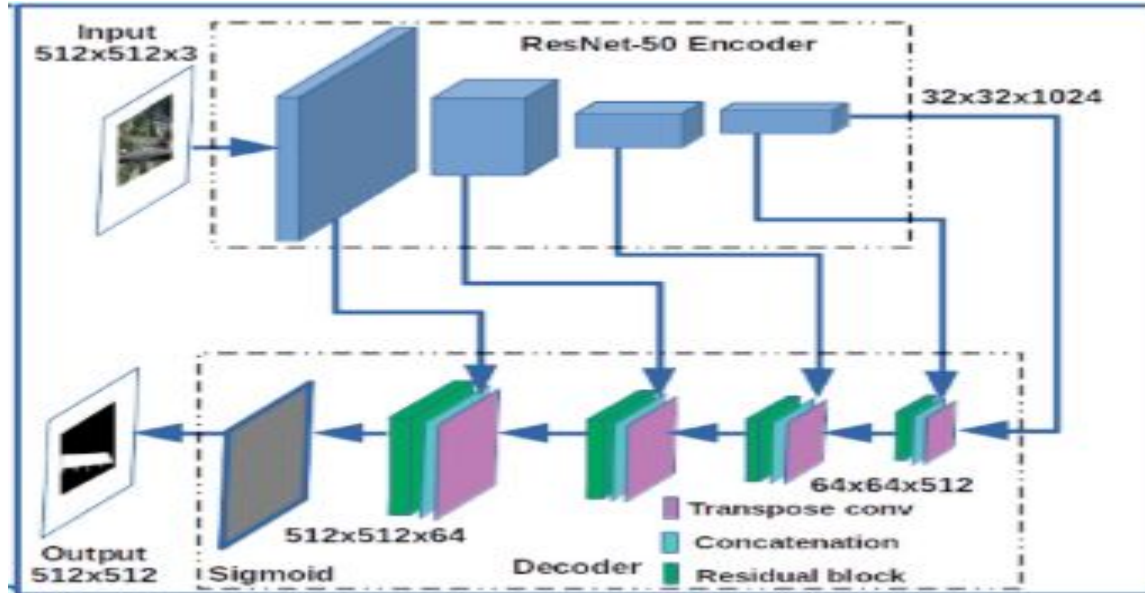 Input
512x512x3
ResNet-50 Encoder
32x32x1024
64x64x512
512x512x64
Transpose conv
Concatenation
Residual block
Decoder
Sigmoid
Output
512x512